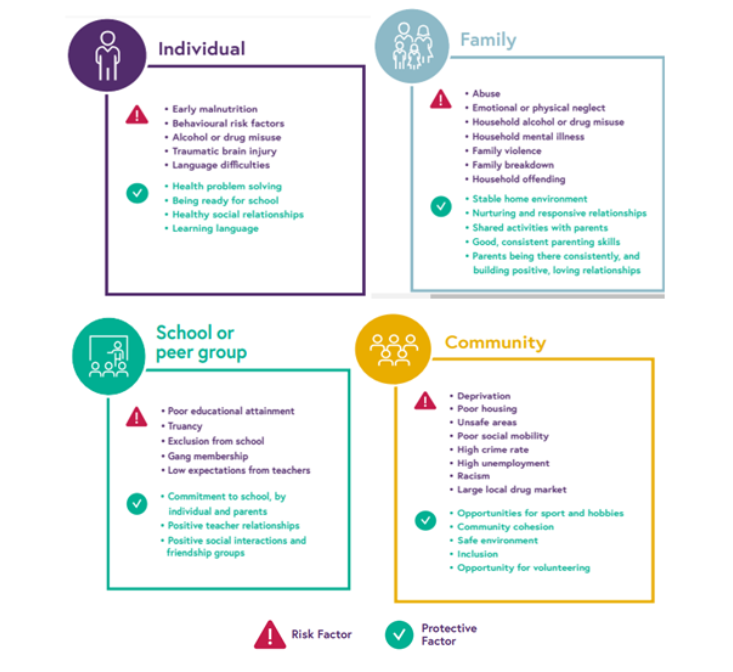 Individual
• Early malnutrition
• Behavioural risk factors
• Alcohol or drug misuse
• Traumatic brain injury
• Language difficulties
• Health problem solving
• Being ready for school
• Healthy social relationships
• Learning language
Family
• Abuse
• Emotional or physical neglect
• Household alcohol or drug misuse
• Household mental illness
• Family violence
• Family breakdown
• Household offending
• Stable home environment
• Nurturing and responsive relationships
• Shared activities with parents
• Good, consistent parenting skills
• Parents being there consistently, and
building positive, loving relationships
School or
peer group
• Poor educational attainment
• Truancy
• Exclusion from school
• Gang membership
• Low expectations from teachers
• Commitment to school, by
individual and parents
• Positive teacher relationships
• Positive social interactions and
friendship groups
Community
• Deprivation
• Poor housing
• Unsafe areas
• Poor social mobility
• High crime rate
• High unemployment
• Racism
• Large local drug market
• Opportunities for sport and hobbies
• Community cohesion
• Safe environment
• Inclusion
• Opportunity for volunteering
Risk Factor
Protective
Factor